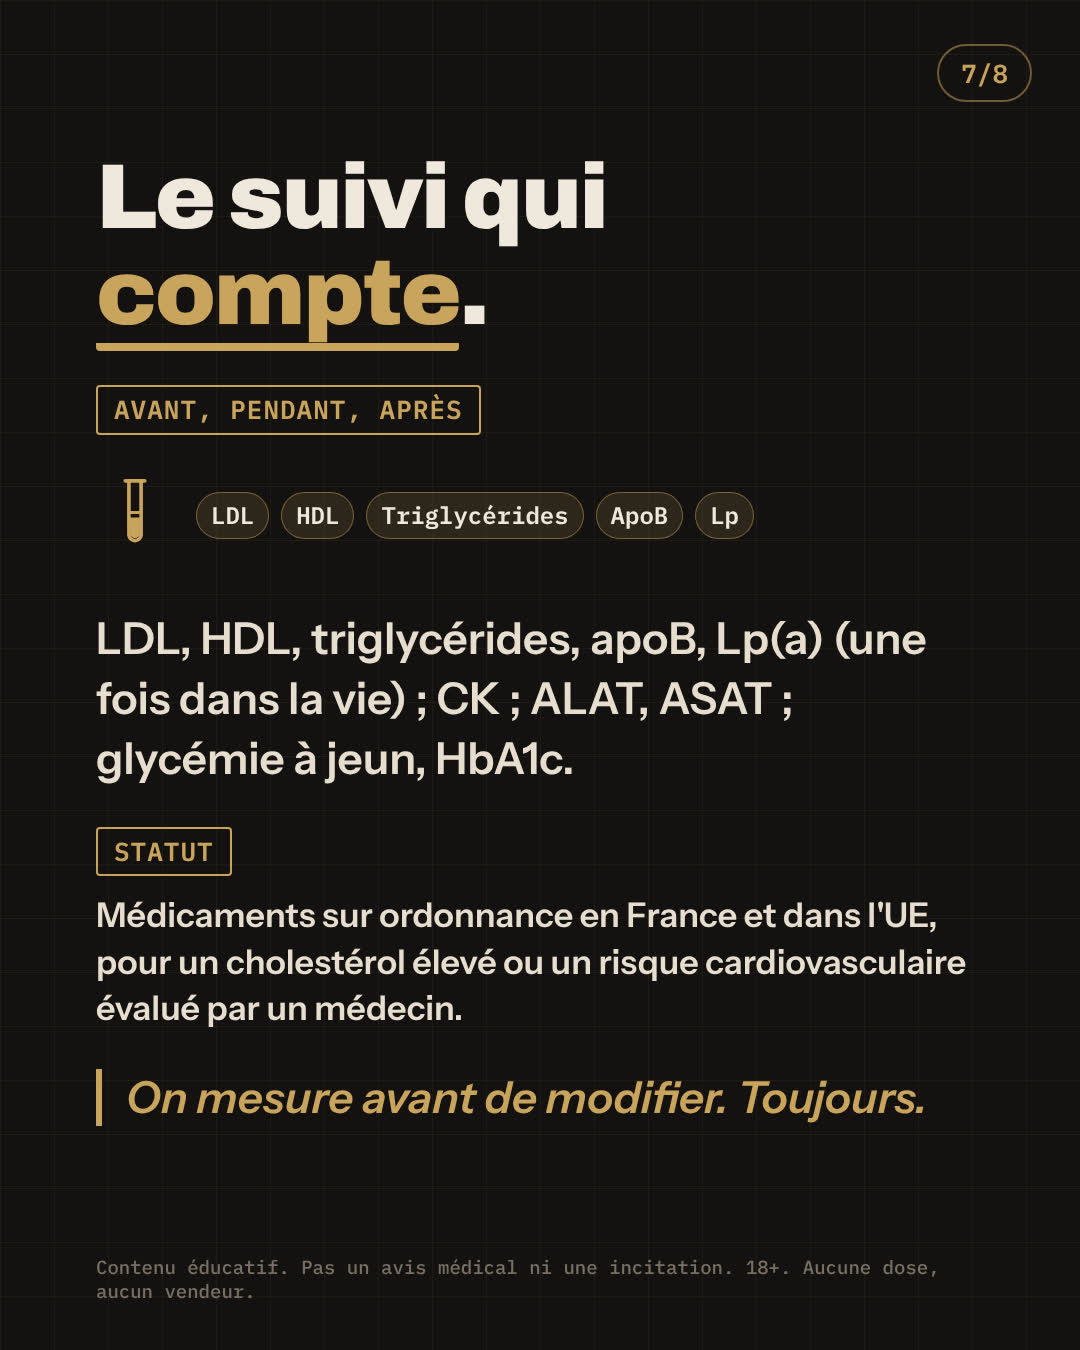 7/8
Le suivi qui
compte.
AVANT, PENDANT, APRÈS
LDL HDL Triglycérides ApoB Lp
LDL, HDL, triglycérides, apoB, Lp(a) (une
fois dans la vie) ; CK ; ALAT, ASAT ;
glycémie à jeun, HbA1c.
STATUT
Médicaments sur ordonnance en France et dans l'UE,
pour un cholestérol élevé ou un risque cardiovasculaire
évalué par un médecin.
On mesure avant de modifier. Toujours.
Contenu éducatif. Pas un avis médical ni une incitation. 18+. Aucune dose,
aucun vendeur.